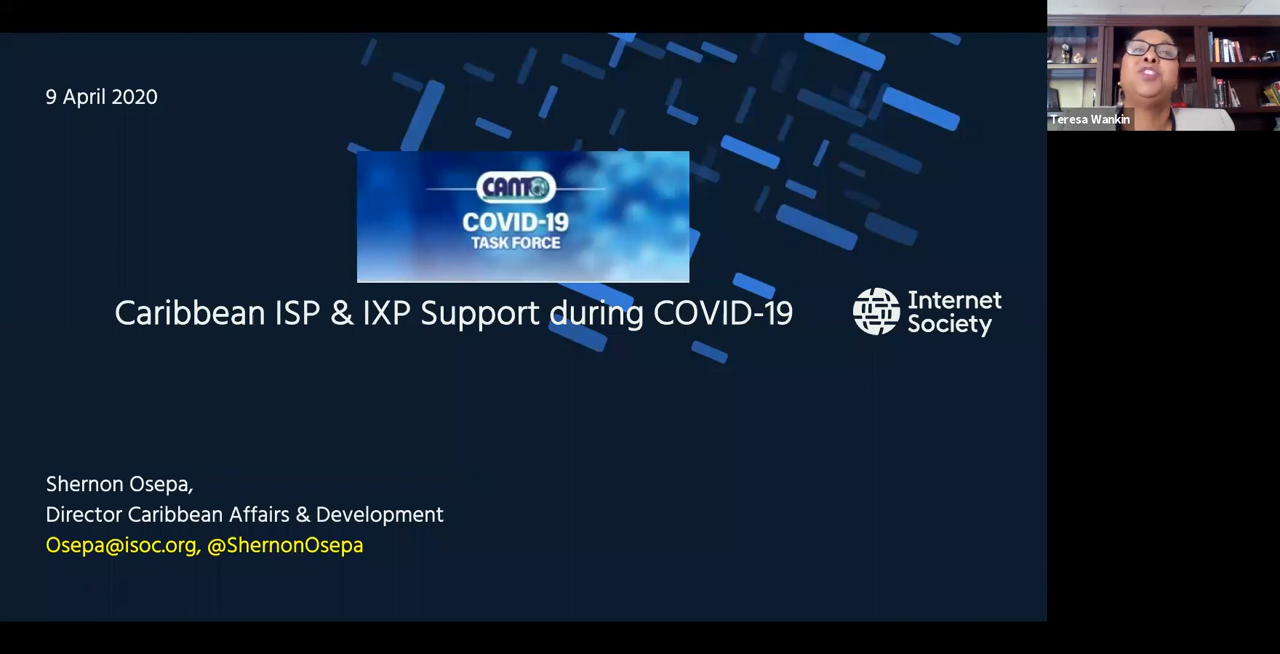 9 April 2020
Teresa Wankin
CANTO
COVID-19
TASK FORCE
Caribbean ISP & IXP Support during COVID-19
Internet
Society
Shernon Osepa,
Director Caribbean Affairs & Development
Osepa@isoc.org, @ShernonOsepa